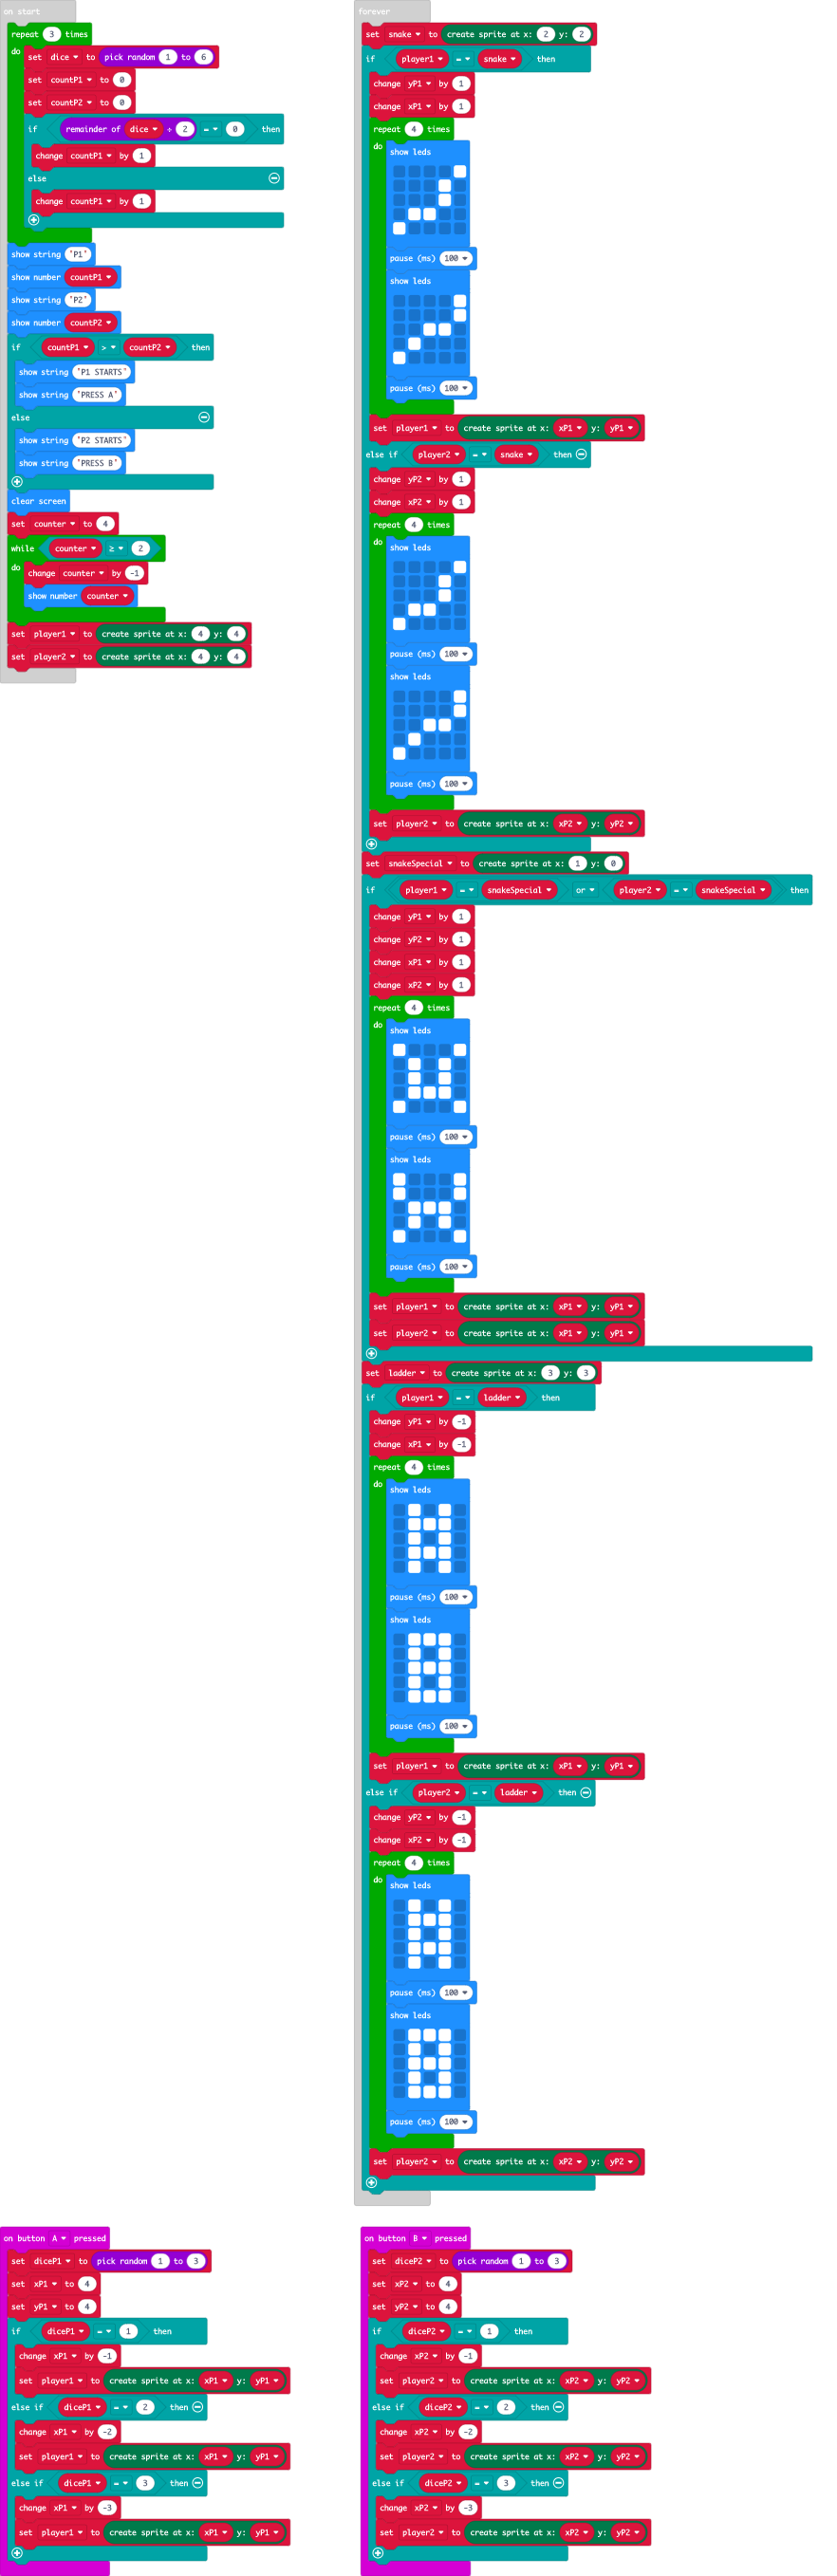 on start
repeat 3 times
do
set dice to pick random 1 to 6
set countP1 to 0
set countP2 to 0
if remainder of dice ÷ 2 = 0 then
change countP1 by 1
else
change countP1 by 1
show string "P1"
show number countP1
show string "P2"
show number countP2
if countP1 > countP2 then
show string "P1 STARTS"
show string "PRESS A"
else
show string "P2 STARTS"
show string "PRESS B"
clear screen
set counter to 4
while counter ≥ 2
do
change counter by -1
show number counter
set player1 to create sprite at x: 4 y: 4
set player2 to create sprite at x: 4 y: 4
forever
set snake to create sprite at x: 2 y: 2
if player1 = snake then
change yP1 by 1
change xP1 by 1
repeat 4 times
do
show leds
pause (ms) 100
show leds
pause (ms) 100
set player1 to create sprite at x: xP1 y: yP1
else if player2 = snake then
change yP2 by 1
change xP2 by 1
repeat 4 times
do
show leds
pause (ms) 100
show leds
pause (ms) 100
set player2 to create sprite at x: xP2 y: yP2
set snakeSpecial to create sprite at x: 1 y: 0
if player1 = snakeSpecial or player2 = snakeSpecial then
change yP1 by 1
change yP2 by 1
change xP1 by 1
change xP2 by 1
repeat 4 times
do
show leds
pause (ms) 100
show leds
pause (ms) 100
set player1 to create sprite at x: xP1 y: yP1
set player2 to create sprite at x: xP1 y: yP1
set ladder to create sprite at x: 3 y: 3
if player1 = ladder then
change yP1 by -1
change xP1 by -1
repeat 4 times
do
show leds
pause (ms) 100
show leds
pause (ms) 100
set player1 to create sprite at x: xP1 y: yP1
else if player2 = ladder then
change yP2 by -1
change xP2 by -1
repeat 4 times
do
show leds
pause (ms) 100
show leds
pause (ms) 100
set player2 to create sprite at x: xP2 y: yP2
on button A pressed
set diceP1 to pick random 1 to 3
set xP1 to 4
set yP1 to 4
if diceP1 = 1 then
change xP1 by -1
set player1 to create sprite at x: xP1 y: yP1
else if diceP1 = 2 then
change xP1 by -2
set player1 to create sprite at x: xP1 y: yP1
else if diceP1 = 3 then
change xP1 by -3
set player1 to create sprite at x: xP1 y: yP1
on button B pressed
set diceP2 to pick random 1 to 3
set xP2 to 4
set yP2 to 4
if diceP2 = 1 then
change xP2 by -1
set player2 to create sprite at x: xP2 y: yP2
else if diceP2 = 2 then
change xP2 by -2
set player2 to create sprite at x: xP2 y: yP2
else if diceP2 = 3 then
change xP2 by -3
set player2 to create sprite at x: xP2 y: yP2